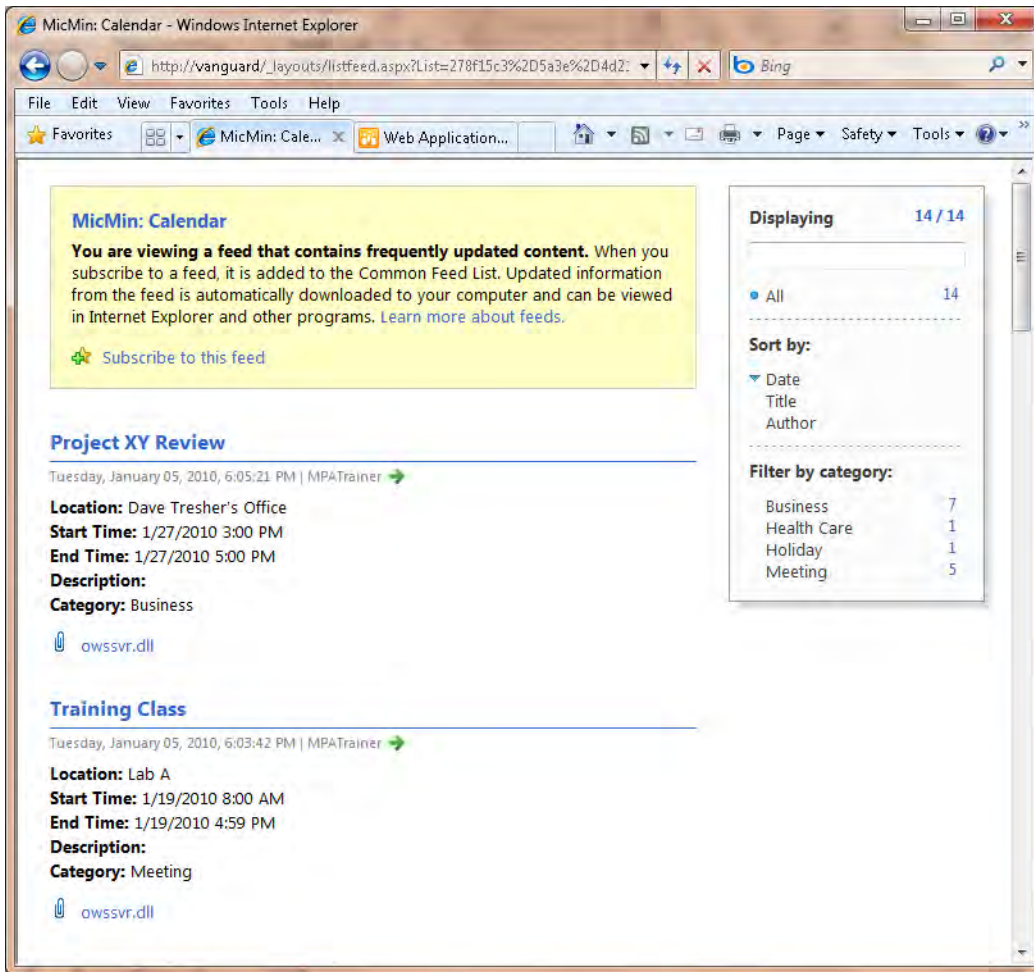 MicMin: Calendar - Windows Internet Explorer
http://vanguard/_layouts/listfeed.aspx?List=278f15c3%2D5a3e%2D4d2
Bing
File Edit View Favorites Tools Help
Favorites
MicMin: Cale...
Web Application...
Page
Safety
Tools
MicMin: Calendar
You are viewing a feed that contains frequently updated content. When you
subscribe to a feed, it is added to the Common Feed List. Updated information
from the feed is automatically downloaded to your computer and can be viewed
in Internet Explorer and other programs. Learn more about feeds.
Subscribe to this feed
Project XY Review
Tuesday, January 05, 2010, 6:05:21 PM | MPATrainer
Location: Dave Tresher's Office
Start Time: 1/27/2010 3:00 PM
End Time: 1/27/2010 5:00 PM
Description:
Category: Business
owssvr.dll
Training Class
Tuesday, January 05, 2010, 6:03:42 PM | MPATrainer
Location: Lab A
Start Time: 1/19/2010 8:00 AM
End Time: 1/19/2010 4:59 PM
Description:
Category: Meeting
owssvr.dll
Displaying 14 / 14
All 14
Sort by:
Date
Title
Author
Filter by category:
Business 7
Health Care 1
Holiday 1
Meeting 5